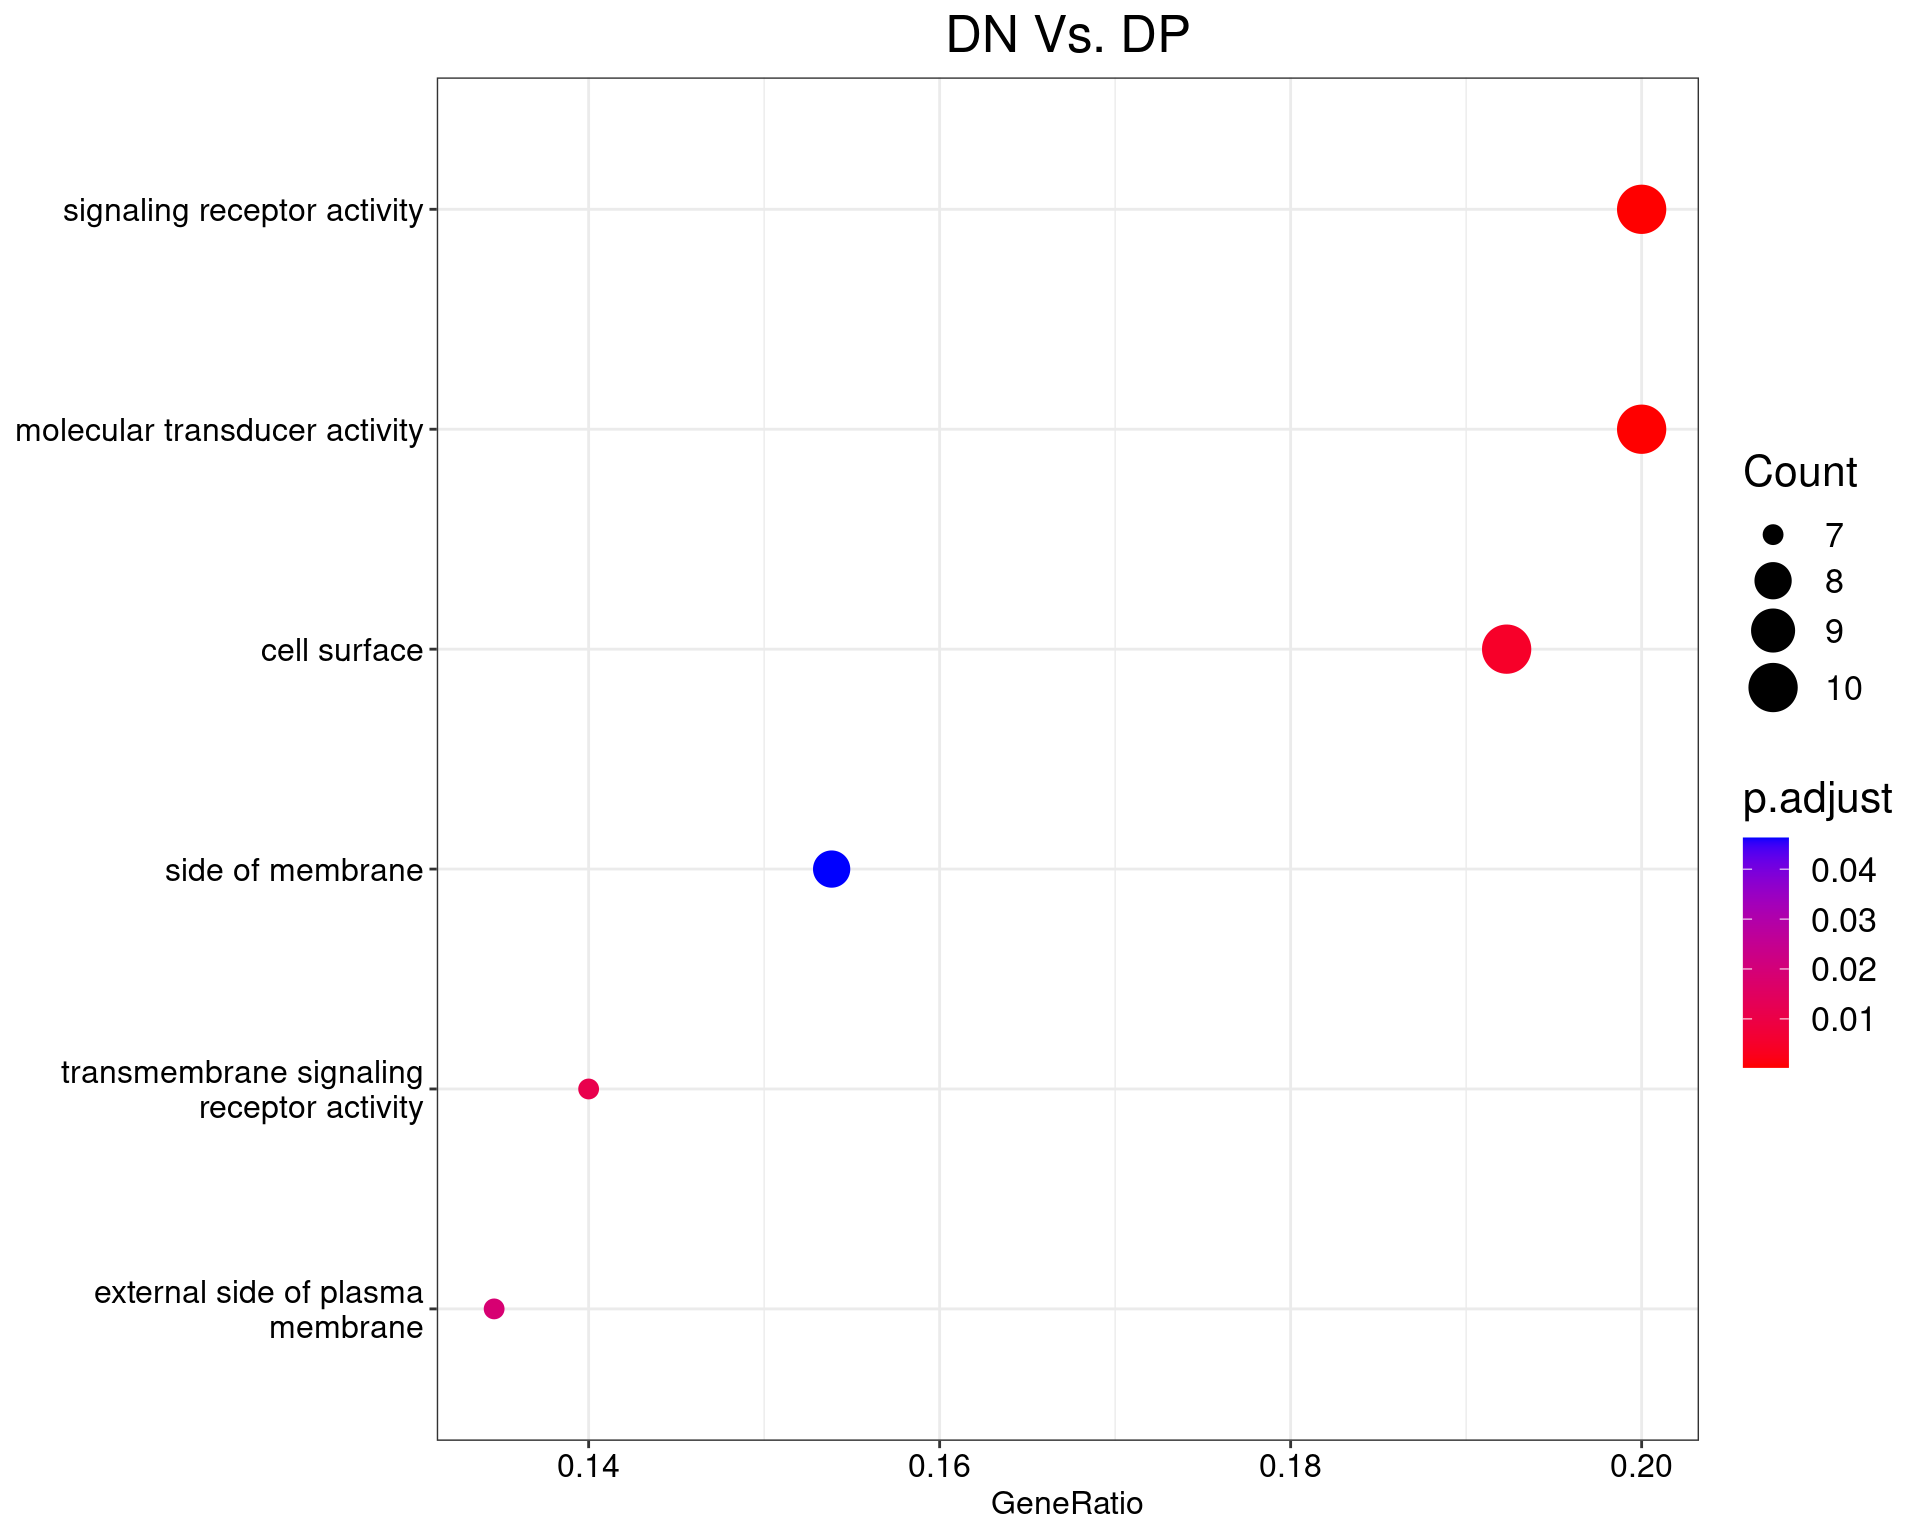 DN Vs. DP
signaling receptor activity
molecular transducer activity
cell surface
side of membrane
transmembrane signaling
receptor activity
external side of plasma
membrane
0.14
0.16
0.18
0.20
GeneRatio
Count
7
8
9
10
p.adjust
0.04
0.03
0.02
0.01